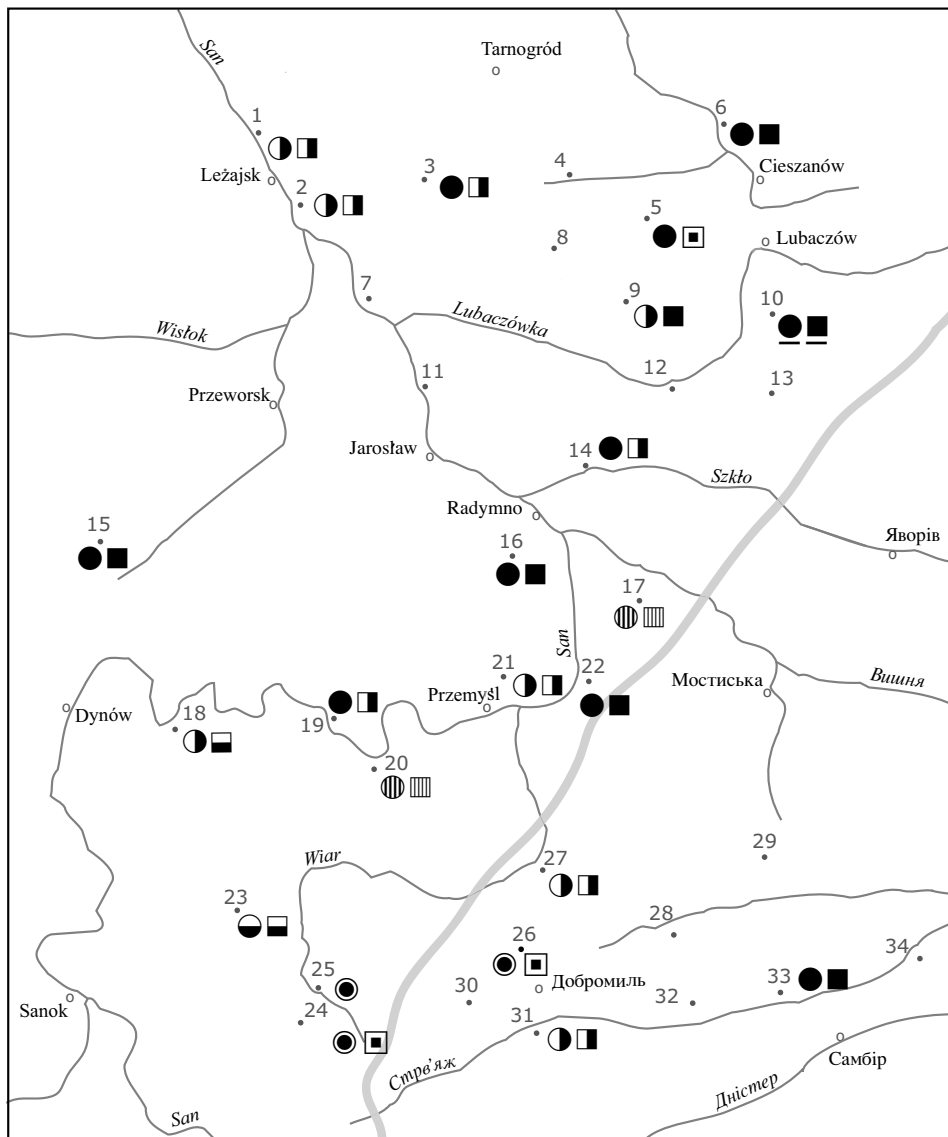 San
Tarnogród
1
6
Leżajsk
2
3
4
Cieszanów
5
8
Lubaczów
7
9
10
Lubaczówka
Wisłok
11
12
13
Przeworsk
Jarosław
14
Szkło
Radymno
15
16
Яворів
17
San
21
22
Мостиська
Вишня
Przemyśl
Dynów
18
19
20
Wiar
27
29
23
28
26
34
25
Добромиль
33
Sanok
30
32
24
31
Стрв'яж
Самбір
Дністер
San